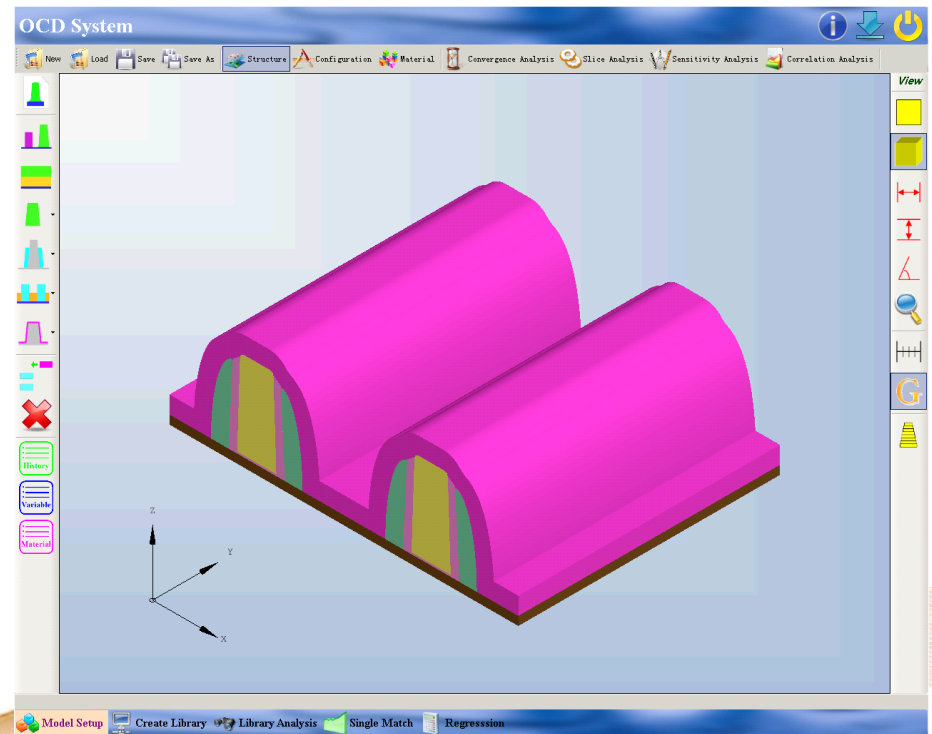 OCD System
New Load Save Save As Structure Configuration Material Convergence Analysis Slice Analysis Sensitivity Analysis Correlation Analysis
View
G
History
Variable
Material
Z
Y
X
Model Setup Create Library Library Analysis Single Match Regresssion